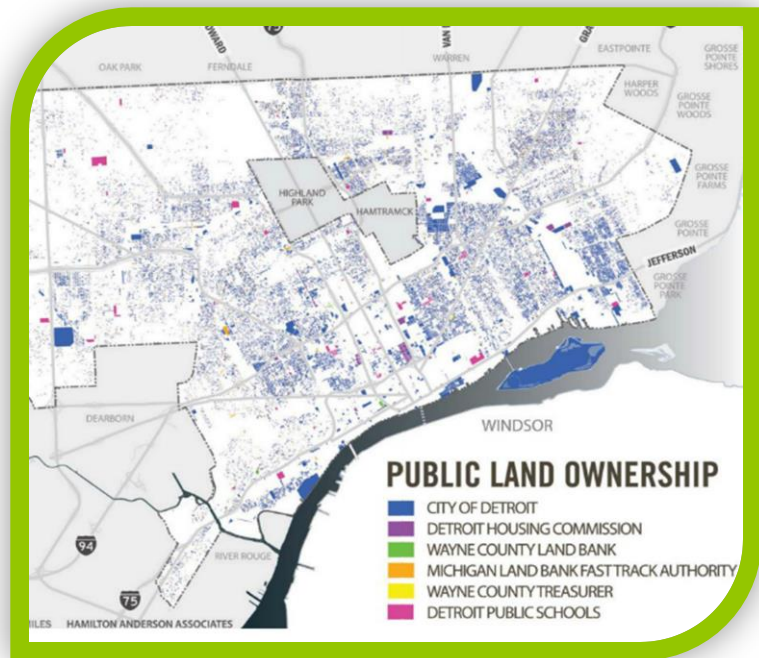 75
OAK PARK
FERNDALE
WARREN
EASTPOINTE
GROSSE
POINTE
SHORES
HARPER
WOODS
GROSSE
POINTE
WOODS
HIGHLAND
PARK
HAMTRAMCK
GROSSE
POINTE
FARMS
GROSSE
POINTE
JEFFERSON
GROSSE
POINTE
PARK
DEARBORN
WINDSOR
PUBLIC LAND OWNERSHIP
CITY OF DETROIT
DETROIT HOUSING COMMISSION
WAYNE COUNTY LAND BANK
MICHIGAN LAND BANK FAST TRACK AUTHORITY
WAYNE COUNTY TREASURER
DETROIT PUBLIC SCHOOLS
94
RIVER ROUGE
75
MILES HAMILTON ANDERSON ASSOCIATES